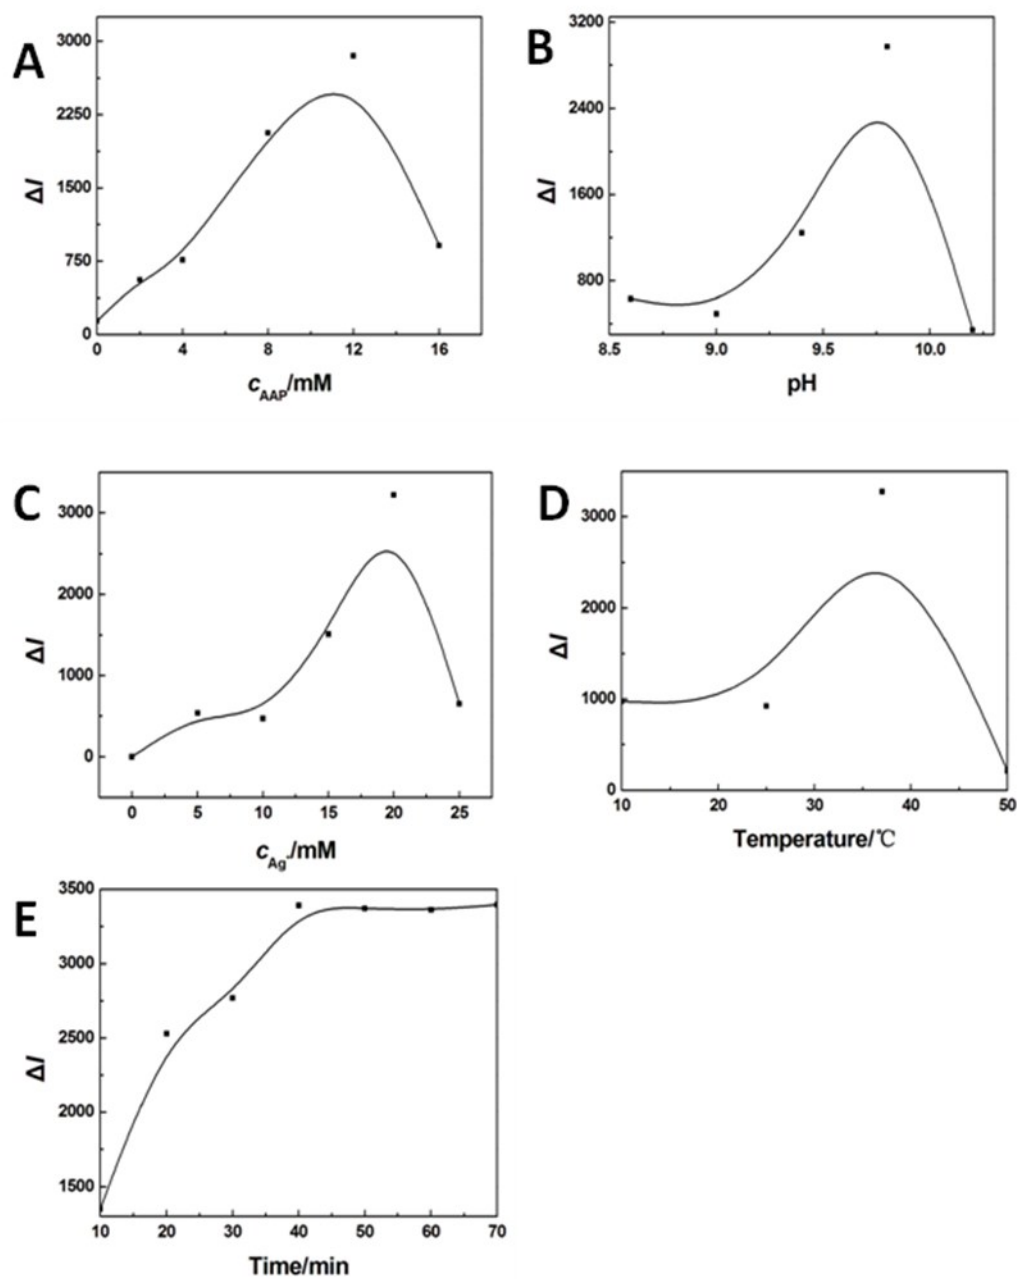 A
3000
2250
1500
750
0
ΔI
0 4 8 12 16
cAAP/mM
B
3200
2400
1600
800
ΔI
8.5 9.0 9.5 10.0
pH
C
3000
2000
1000
0
ΔI
0 5 10 15 20 25
cAg+/mM
D
3000
2000
1000
0
ΔI
10 20 30 40 50
Temperature/℃
E
3500
3000
2500
2000
1500
ΔI
10 20 30 40 50 60 70
Time/min